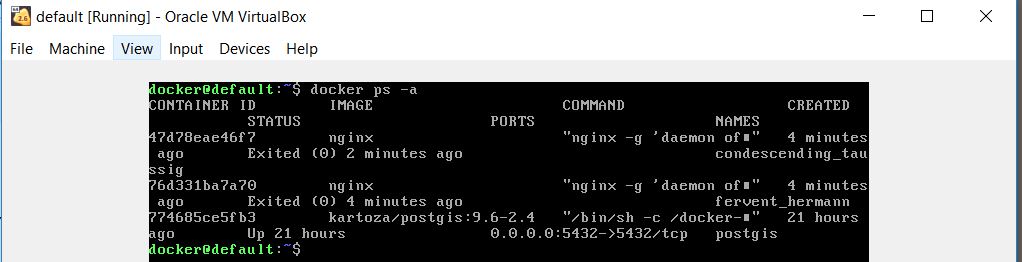 default [Running] - Oracle VM VirtualBox
File Machine View Input Devices Help
docker@default:~$ docker ps -a
CONTAINER ID IMAGE COMMAND CREATED
STATUS PORTS NAMES
47d78eae46f7 nginx "nginx -g 'daemon of▪" 4 minutes
ago Exited (0) 2 minutes ago condescending_tau
ssig
76d331ba7a70 nginx "nginx -g 'daemon of▪" 4 minutes
ago Exited (0) 4 minutes ago fervent_hermann
774685ce5fb3 kartoza/postgis:9.6-2.4 "/bin/sh -c /docker-▪" 21 hours
ago Up 21 hours 0.0.0.0:5432->5432/tcp postgis
docker@default:~$